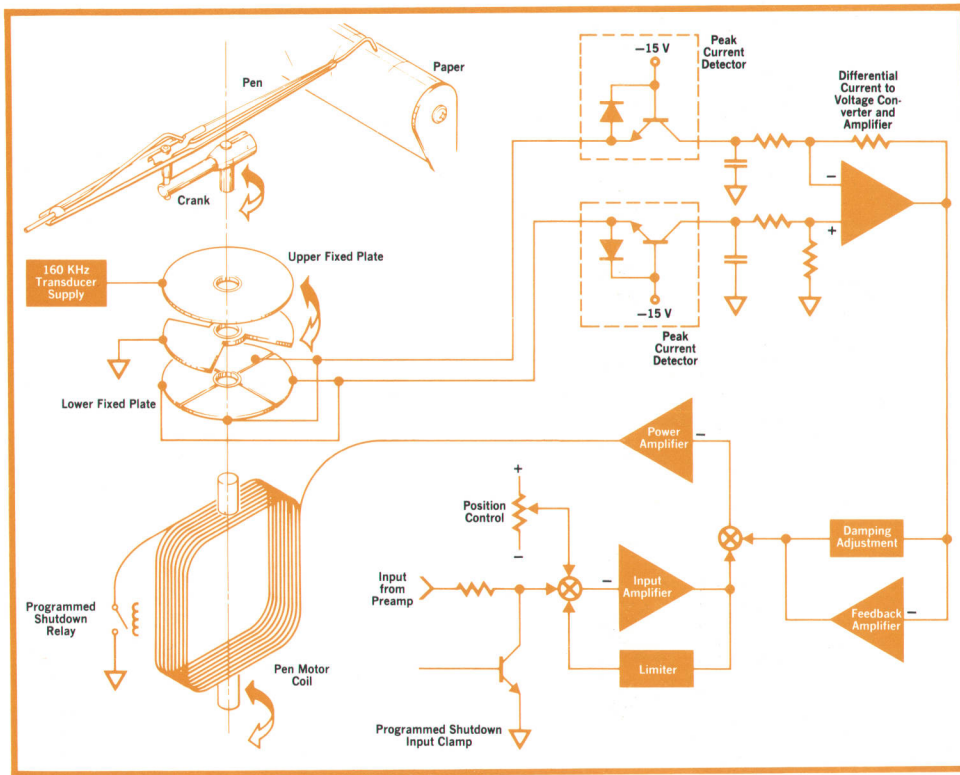 Pen
Paper
Crank
−15 V
Peak
Current
Detector
Differential
Current to
Voltage Con-
verter and
Amplifier
−
+
160 KHz
Transducer
Supply
Upper Fixed Plate
Lower Fixed Plate
−15 V
Peak
Current
Detector
Power
Amplifier
−
Position
Control
+
−
Input
from
Preamp
−
Input
Amplifier
Damping
Adjustment
Feedback
Amplifier
−
Limiter
Programmed
Shutdown
Relay
Pen Motor
Coil
Programmed Shutdown
Input Clamp